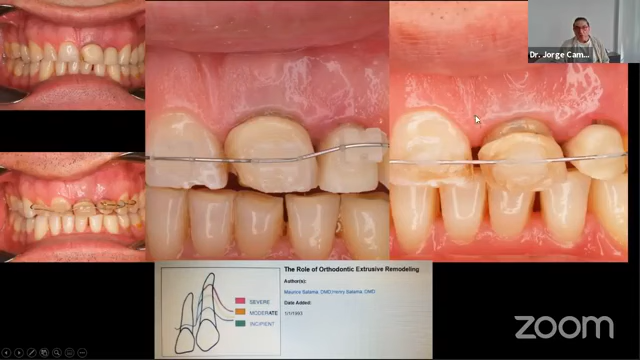 Dr. Jorge Cam...
The Role of Orthodontic Extrusive Remodeling
Author(s):
Maurice Salama, DMD;Henry Salama, DMD
Date Added:
1/1/1993
SEVERE
MODERATE
INCIPIENT
zoom